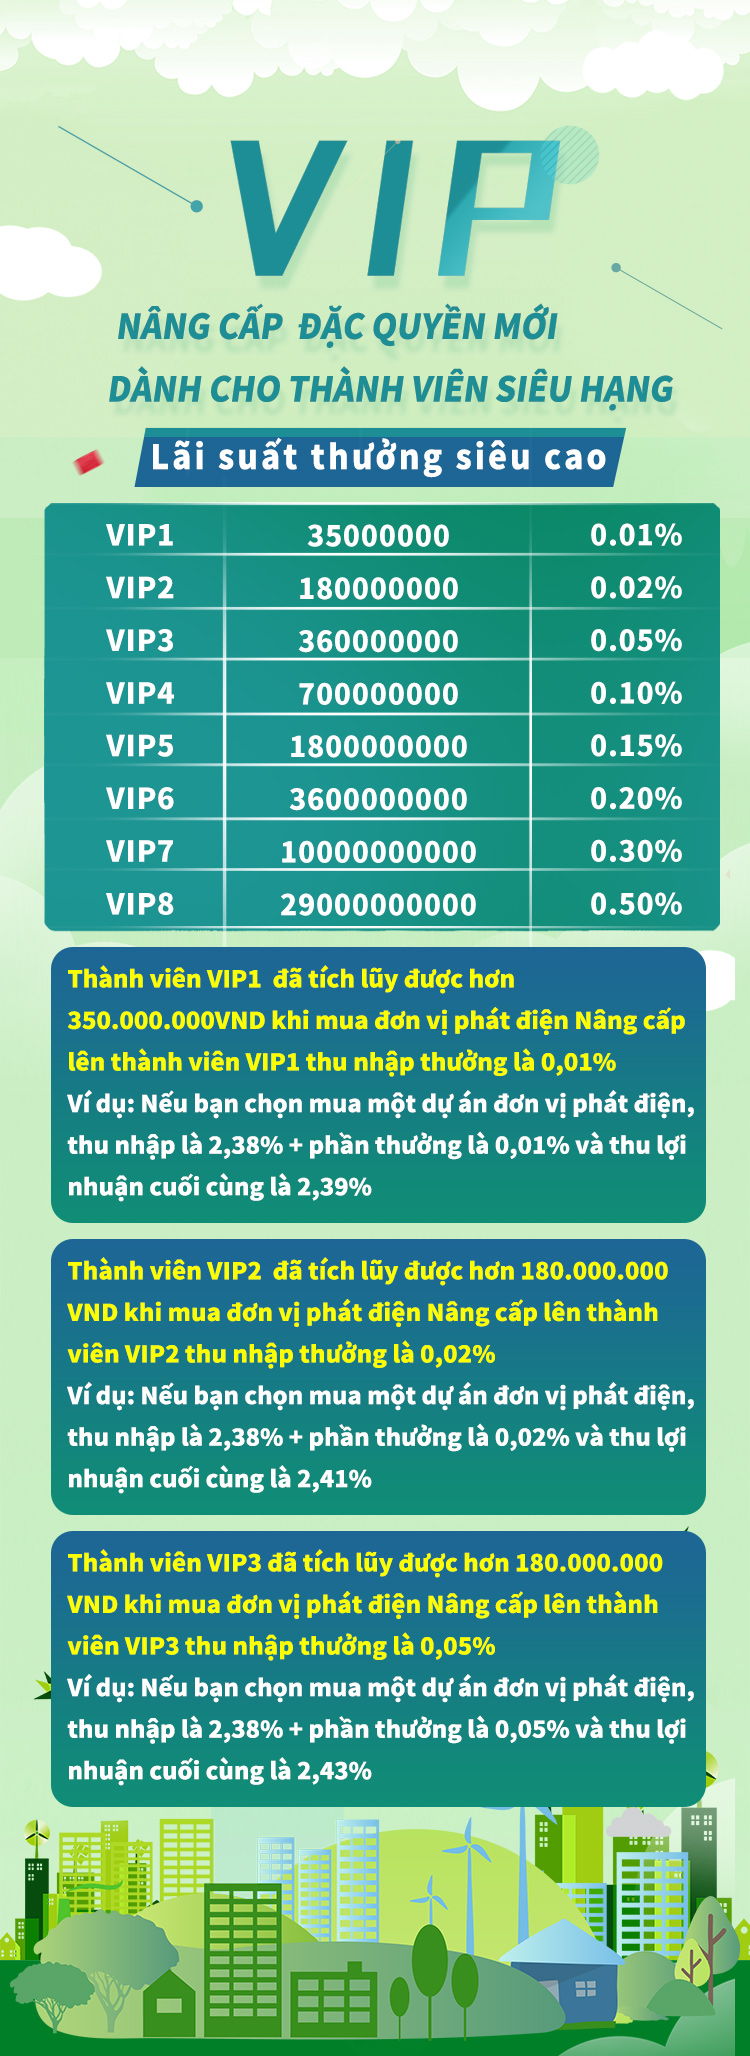 VIP
NÂNG CẤP ĐẶC QUYỀN MỚI
DÀNH CHO THÀNH VIÊN SIÊU HẠNG
Lãi suất thưởng siêu cao
VIP1 35000000 0.01%
VIP2 180000000 0.02%
VIP3 360000000 0.05%
VIP4 700000000 0.10%
VIP5 1800000000 0.15%
VIP6 3600000000 0.20%
VIP7 10000000000 0.30%
VIP8 29000000000 0.50%
Thành viên VIP1 đã tích lũy được hơn
350.000.000VND khi mua đơn vị phát điện Nâng cấp
lên thành viên VIP1 thu nhập thưởng là 0,01%
Ví dụ: Nếu bạn chọn mua một dự án đơn vị phát điện,
thu nhập là 2,38% + phần thưởng là 0,01% và thu lợi
nhuận cuối cùng là 2,39%
Thành viên VIP2 đã tích lũy được hơn 180.000.000
VND khi mua đơn vị phát điện Nâng cấp lên thành
viên VIP2 thu nhập thưởng là 0,02%
Ví dụ: Nếu bạn chọn mua một dự án đơn vị phát điện,
thu nhập là 2,38% + phần thưởng là 0,02% và thu lợi
nhuận cuối cùng là 2,41%
Thành viên VIP3 đã tích lũy được hơn 180.000.000
VND khi mua đơn vị phát điện Nâng cấp lên thành
viên VIP3 thu nhập thưởng là 0,05%
Ví dụ: Nếu bạn chọn mua một dự án đơn vị phát điện,
thu nhập là 2,38% + phần thưởng là 0,05% và thu lợi
nhuận cuối cùng là 2,43%